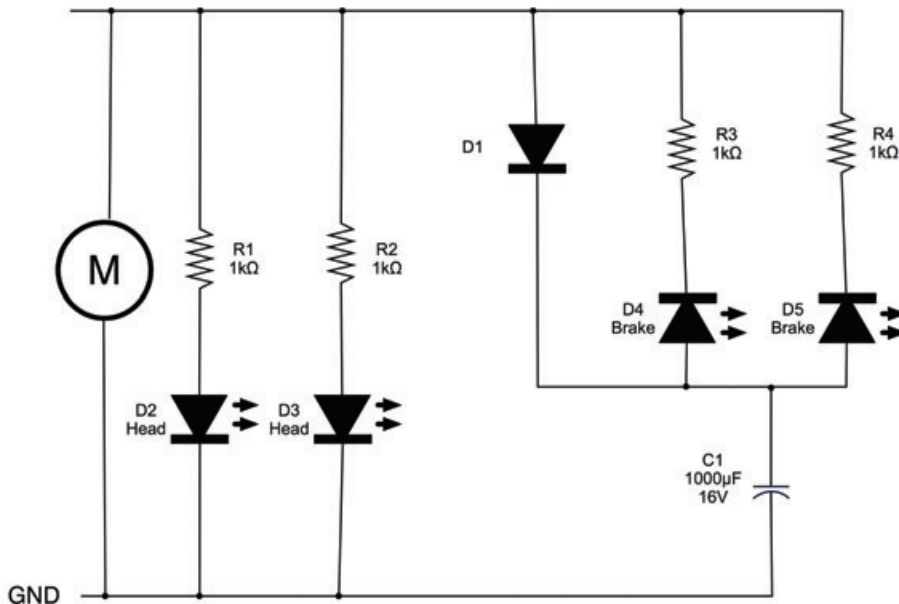 D1
R3
1kΩ
R4
1kΩ
M
R1
1kΩ
R2
1kΩ
D4
Brake
D5
Brake
D2
Head
D3
Head
C1
1000µF
16V
GND